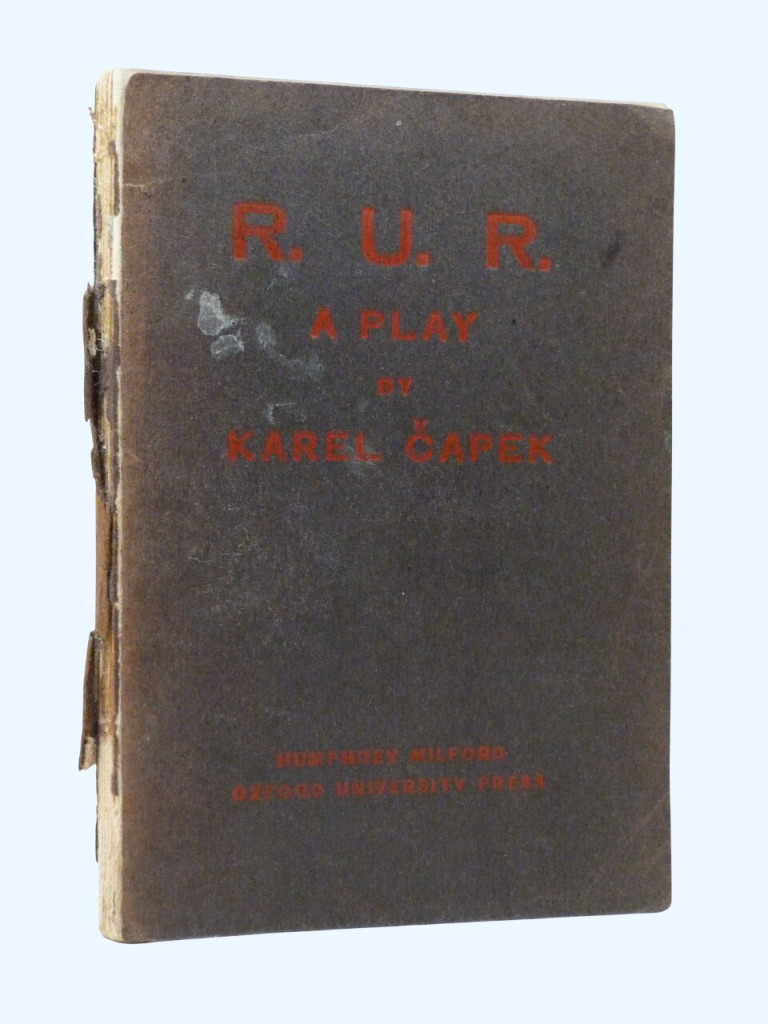 R. U. R.
A PLAY
BY
KAREL ČAPEK
HUMPHREY MILFORD
OXFORD UNIVERSITY PRESS